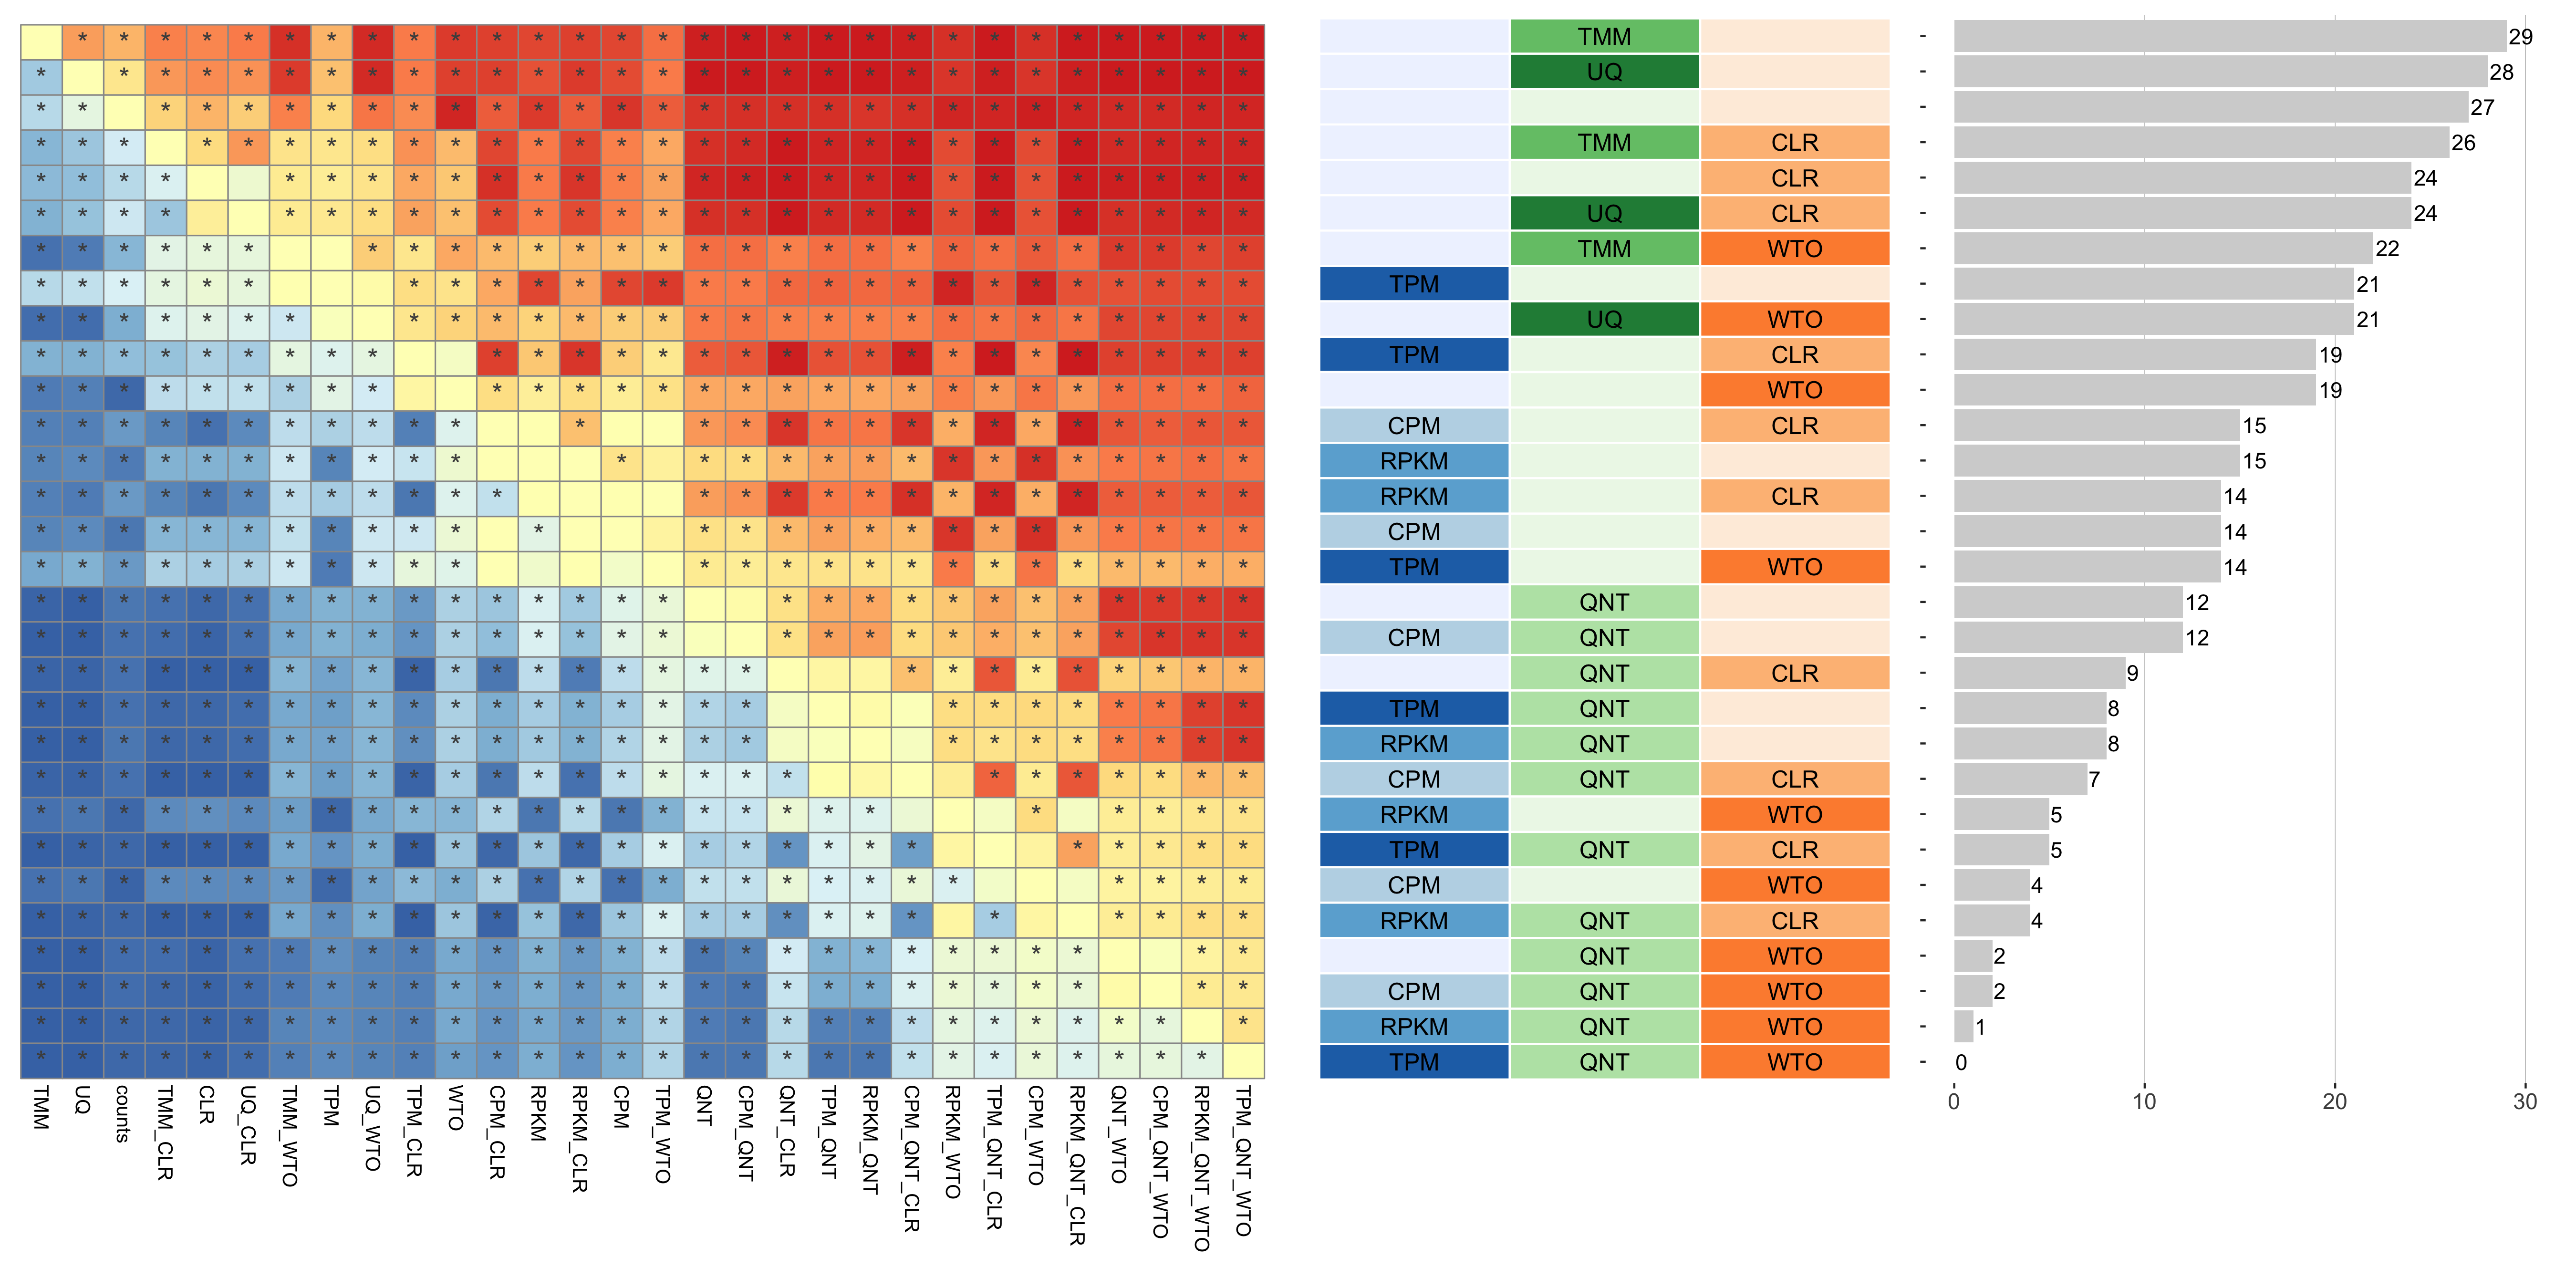 TMM - 29
UQ - 28
- 27
TMM CLR - 26
CLR - 24
UQ CLR - 24
TMM WTO - 22
TPM - 21
UQ WTO - 21
TPM CLR - 19
WTO - 19
CPM CLR - 15
RPKM - 15
RPKM CLR - 14
CPM - 14
TPM WTO - 14
QNT - 12
CPM QNT - 12
QNT CLR - 9
TPM QNT - 8
RPKM QNT - 8
CPM QNT CLR - 7
RPKM WTO - 5
TPM QNT CLR - 5
CPM WTO - 4
RPKM QNT CLR - 4
QNT WTO - 2
CPM QNT WTO - 2
RPKM QNT WTO - 1
TPM QNT WTO - 0
TMM
UQ
counts
TMM_CLR
CLR
UQ_CLR
TMM_WTO
TPM
UQ_WTO
TPM_CLR
WTO
CPM_CLR
RPKM
RPKM_CLR
CPM
TPM_WTO
QNT
CPM_QNT
QNT_CLR
TPM_QNT
RPKM_QNT
CPM_QNT_CLR
RPKM_WTO
TPM_QNT_CLR
CPM_WTO
RPKM_QNT_CLR
QNT_WTO
CPM_QNT_WTO
RPKM_QNT_WTO
TPM_QNT_WTO
0 10 20 30